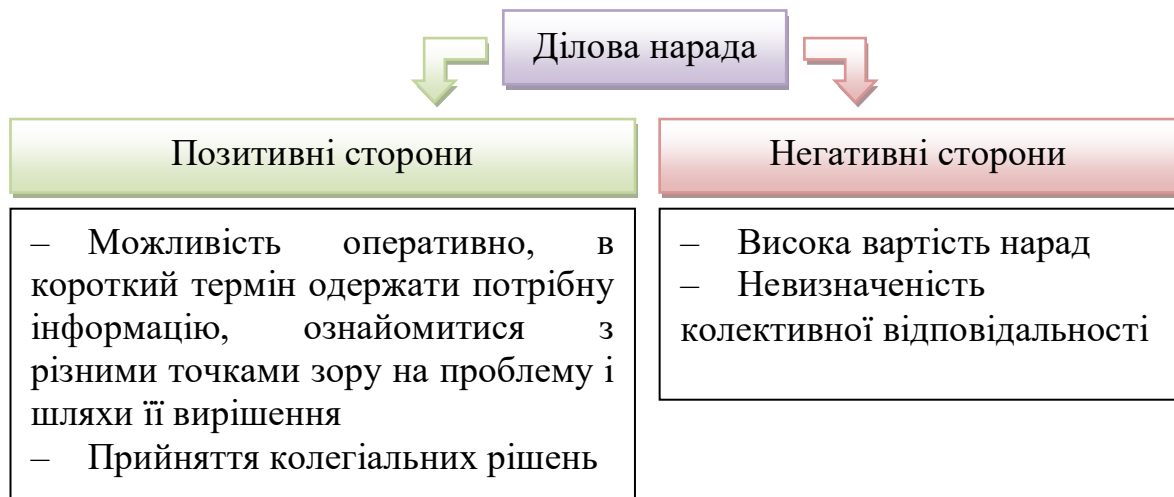 Ділова нарада
Позитивні сторони
Негативні сторони
– Можливість оперативно, в
короткий термін одержати потрібну
інформацію, ознайомитися з
різними точками зору на проблему і
шляхи її вирішення
– Прийняття колегіальних рішень
– Висока вартість нарад
– Невизначеність
колективної відповідальності